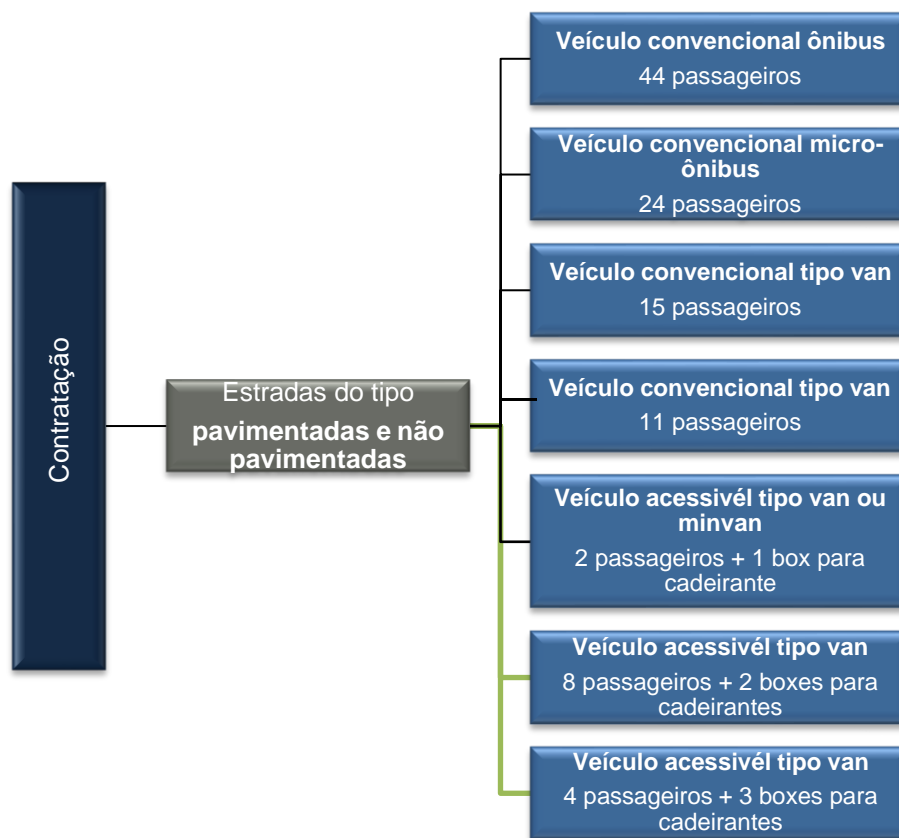 Contratação
Estradas do tipo
pavimentadas e não
pavimentadas
Veículo convencional ônibus
44 passageiros
Veículo convencional micro-
ônibus
24 passageiros
Veículo convencional tipo van
15 passageiros
Veículo convencional tipo van
11 passageiros
Veículo acessivél tipo van ou
minvan
2 passageiros + 1 box para
cadeirante
Veículo acessivél tipo van
8 passageiros + 2 boxes para
cadeirantes
Veículo acessivél tipo van
4 passageiros + 3 boxes para
cadeirantes